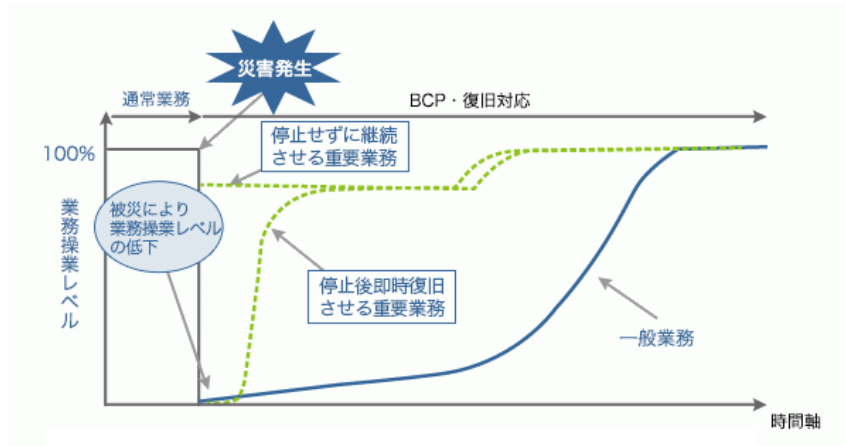 災害発生
通常業務
BCP・復旧対応
100%
停止せずに継続
させる重要業務
被災により
業務操業レベル
の低下
業務操業レベル
停止後即時復旧
させる重要業務
一般業務
時間軸